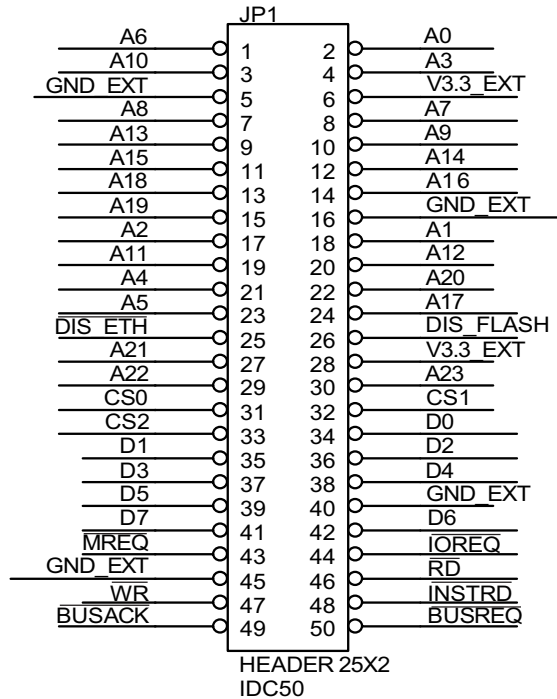 JP1
A6 1 2 A0
A10 3 4 A3
GND_EXT 5 6 V3.3_EXT
A8 7 8 A7
A13 9 10 A9
A15 11 12 A14
A18 13 14 A16
A19 15 16 GND_EXT
A2 17 18 A1
A11 19 20 A12
A4 21 22 A20
A5 23 24 A17
DIS_ETH 25 26 DIS_FLASH
A21 27 28 V3.3_EXT
A22 29 30 A23
CS0 31 32 CS1
CS2 33 34 D0
D1 35 36 D2
D3 37 38 D4
D5 39 40 GND_EXT
D7 41 42 D6
MREQ 43 44 IOREQ
GND_EXT 45 46 RD
WR 47 48 INSTRD
BUSACK 49 50 BUSREQ
HEADER 25X2
IDC50